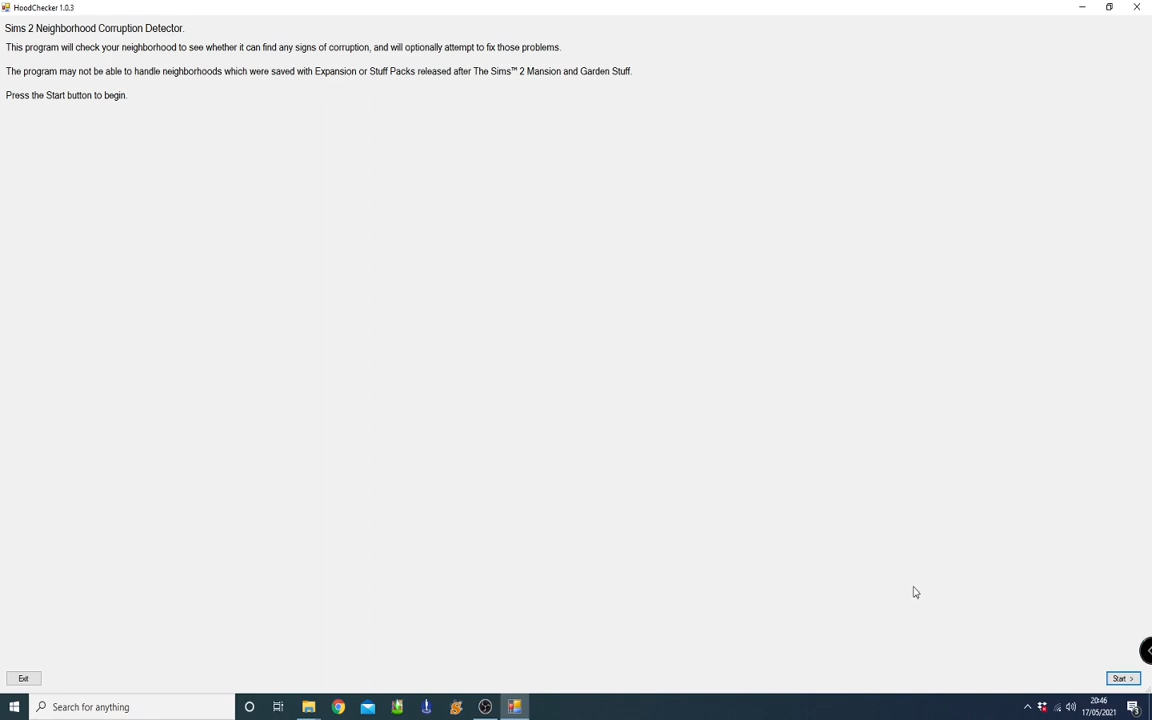 HoodChecker 1.0.3
Sims 2 Neighborhood Corruption Detector.
This program will check your neighborhood to see whether it can find any signs of corruption, and will optionally attempt to fix those problems.
The program may not be able to handle neighborhoods which were saved with Expansion or Stuff Packs released after The Sims™ 2 Mansion and Garden Stuff.
Press the Start button to begin.
Exit
Start >
Search for anything
20:46
17/05/2021
3